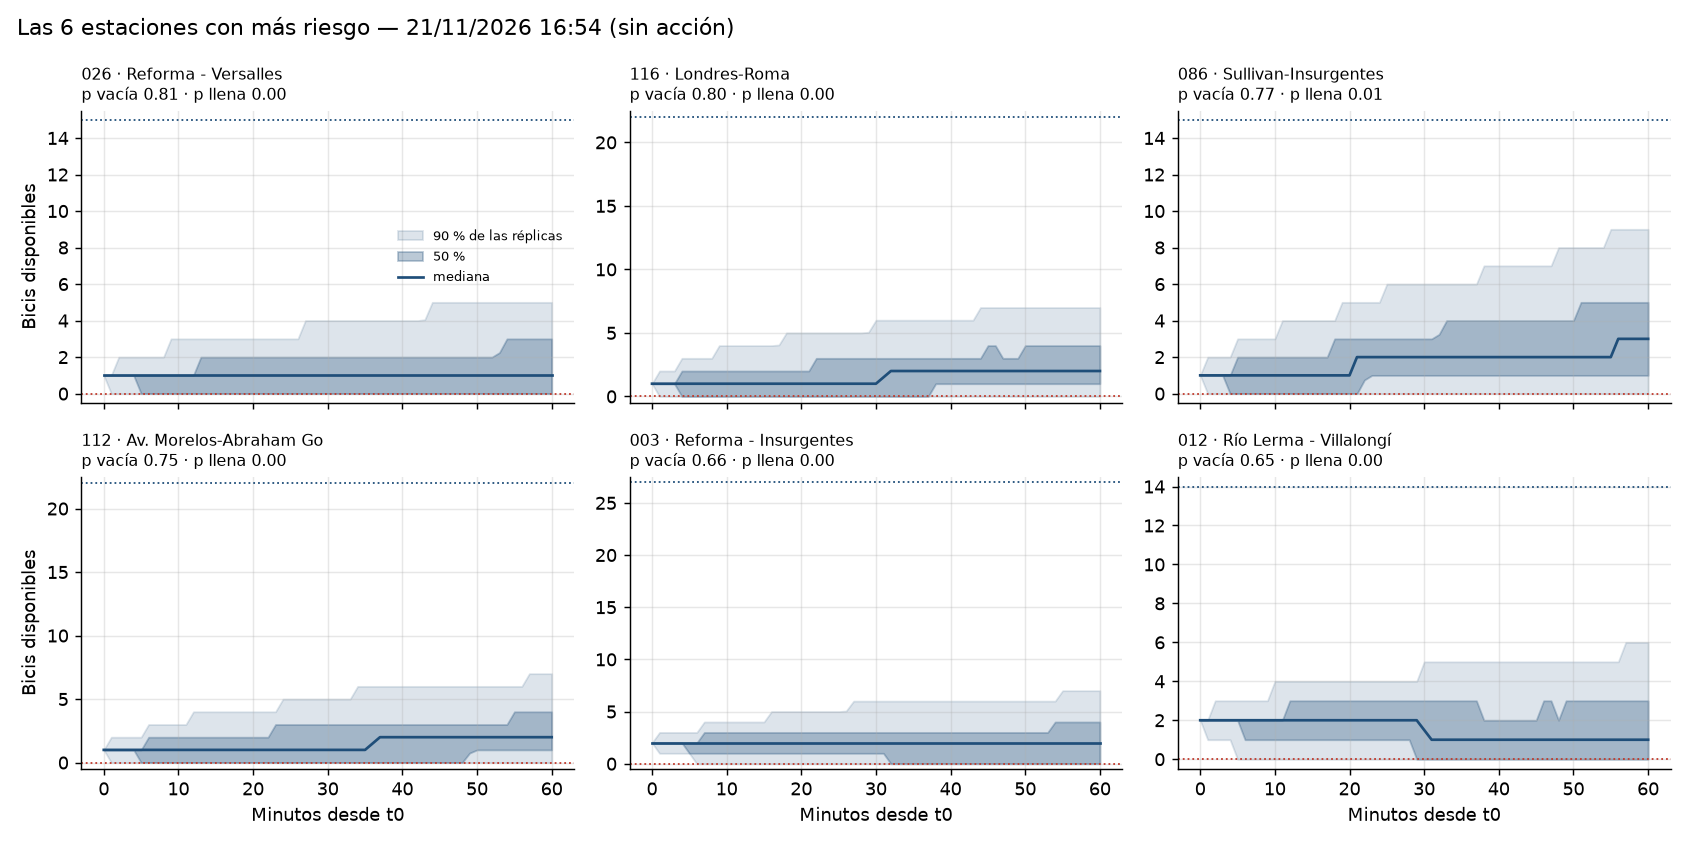 Las 6 estaciones con más riesgo — 21/11/2026 16:54 (sin acción)
026 · Reforma - Versalles
p vacía 0.81 · p llena 0.00
14
12
10
8
6
4
2
0
Bicis disponibles
90 % de las réplicas
50 %
mediana
116 · Londres-Roma
p vacía 0.80 · p llena 0.00
20
15
10
5
0
086 · Sullivan-Insurgentes
p vacía 0.77 · p llena 0.01
14
12
10
8
6
4
2
0
112 · Av. Morelos-Abraham Go
p vacía 0.75 · p llena 0.00
20
15
10
5
0
Bicis disponibles
0 10 20 30 40 50 60
Minutos desde t0
003 · Reforma - Insurgentes
p vacía 0.66 · p llena 0.00
25
20
15
10
5
0
0 10 20 30 40 50 60
Minutos desde t0
012 · Río Lerma - Villalongí
p vacía 0.65 · p llena 0.00
14
12
10
8
6
4
2
0
0 10 20 30 40 50 60
Minutos desde t0